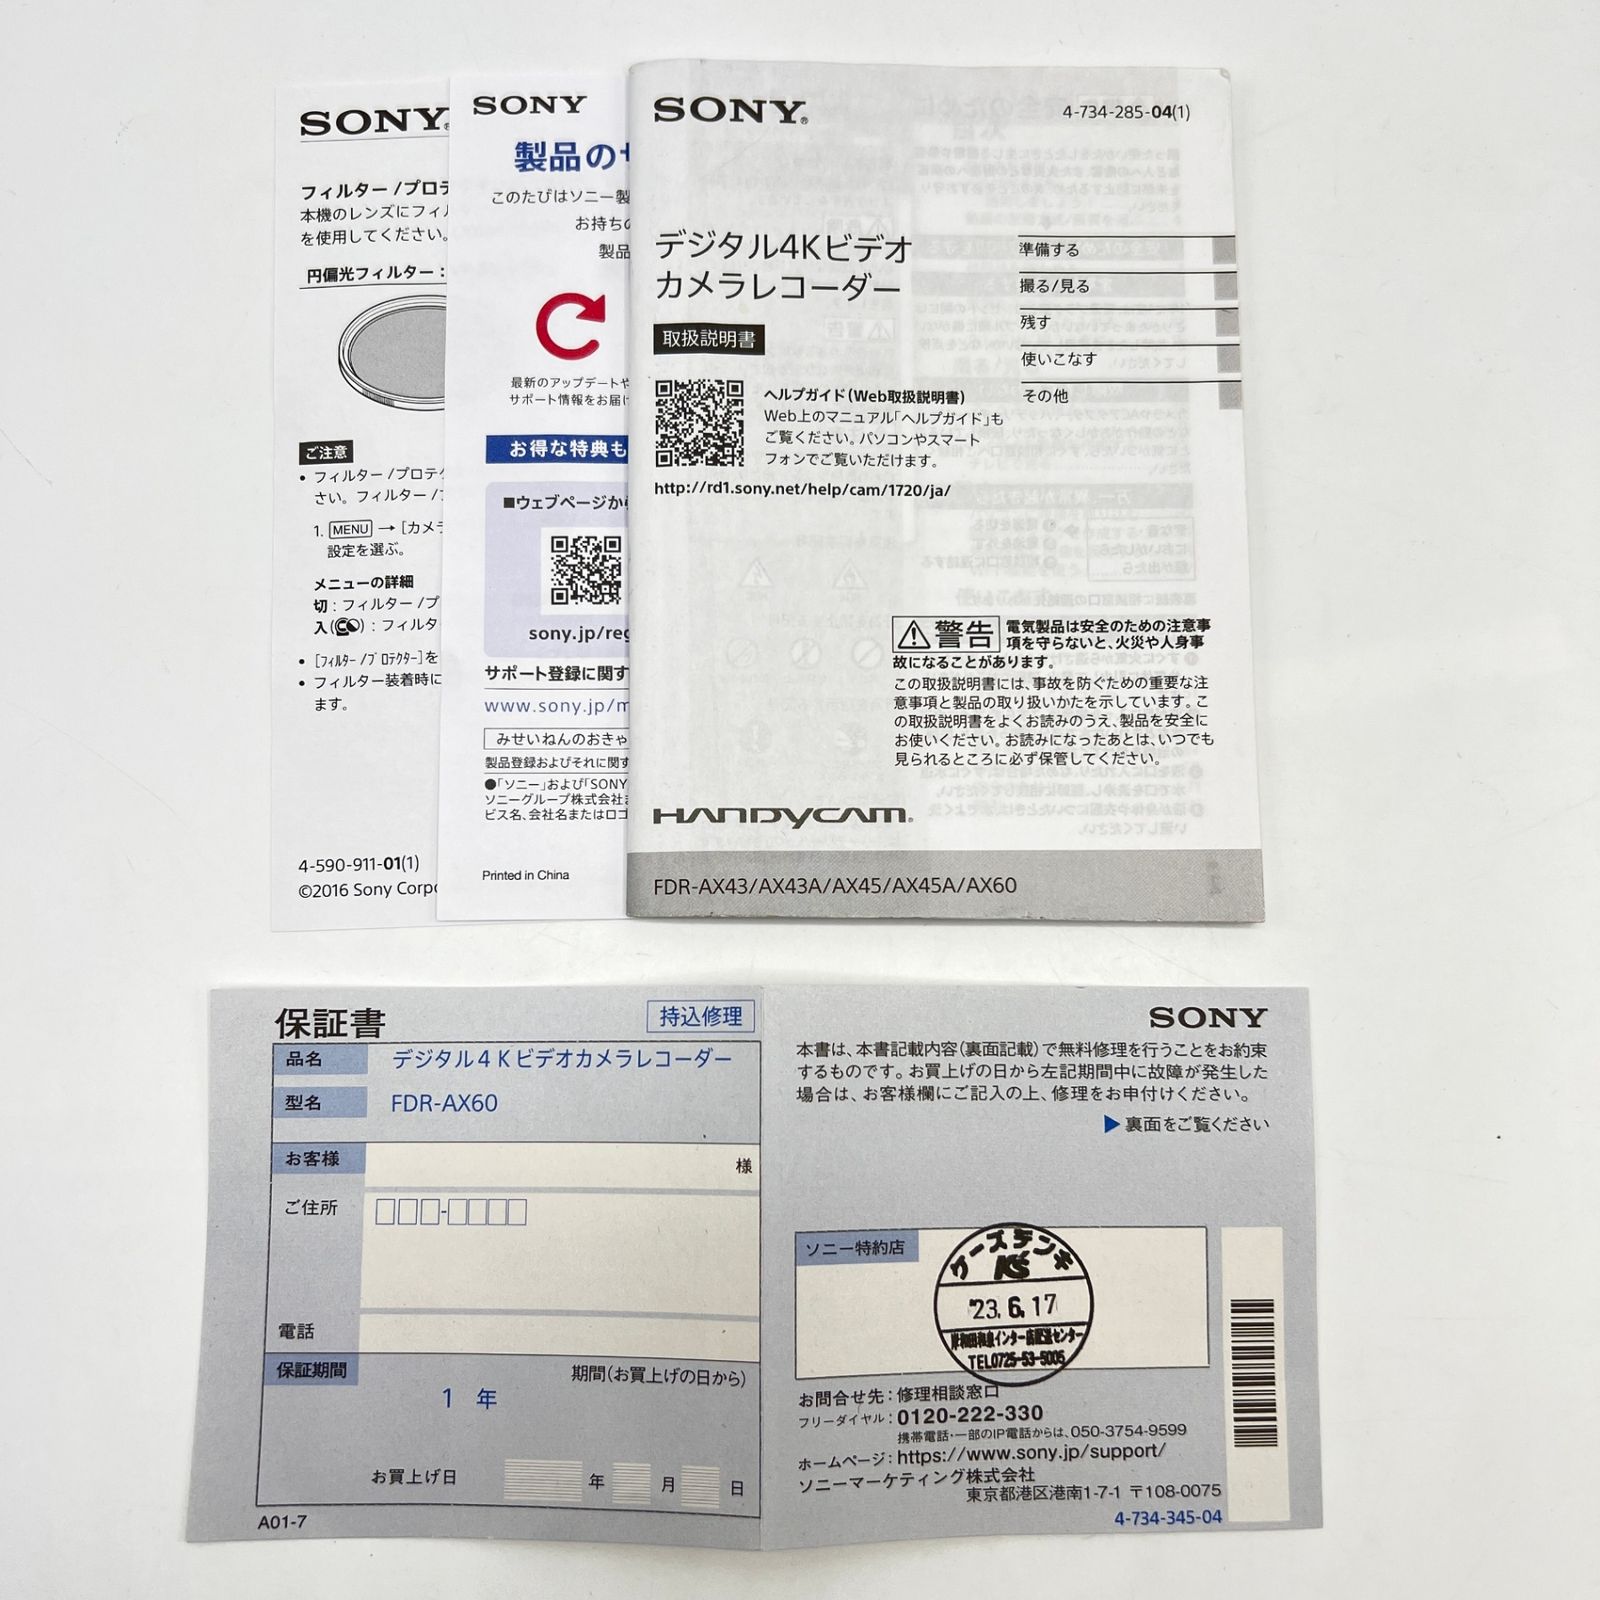 SONY
フィルター/プロテ
本機のレンズにフィル
を使用してください。
円偏光フィルター：
ご注意
• フィルター/プロテク
さい。フィルター/プ
1. MENU → [カメラ
設定を選ぶ。
メニューの詳細
切：フィルター/プ
入( )：フィルタ
• [フィルター/プロテクター]を
• フィルター装着時に
ます。
4-590-911-01(1)
©2016 Sony Corpo
SONY
製品のサ
このたびはソニー製
お持ちの
製品
最新のアップデートや
サポート情報をお届け
お得な特典も
■ウェブページから
sony.jp/reg
サポート登録に関す
www.sony.jp/m
みせいねんのおきゃ
製品登録およびそれに関す
●「ソニー」および「SONY
ソニーグループ株式会社ま
ビス名、会社名またはロゴ
Printed in China
SONY®
4-734-285-04(1)
デジタル4Kビデオ
カメラレコーダー
取扱説明書
準備する
撮る/見る
残す
使いこなす
その他
ヘルプガイド(Web取扱説明書)
Web上のマニュアル「ヘルプガイド」も
ご覧ください。パソコンやスマート
フォンでご覧いただけます。
http://rd1.sony.net/help/cam/1720/ja/
警告 電気製品は安全のための注意事
項を守らないと、火災や人身事
故になることがあります。
この取扱説明書には、事故を防ぐための重要な注
意事項と製品の取り扱いかたを示しています。こ
の取扱説明書をよくお読みのうえ、製品を安全に
お使いください。お読みになったあとは、いつでも
見られるところに必ず保管してください。
HANDYCAM®
FDR-AX43/AX43A/AX45/AX45A/AX60
保証書
持込修理
品名 デジタル4Kビデオカメラレコーダー
型名 FDR-AX60
お客様 様
ご住所
電話
保証期間 期間(お買上げの日から)
1 年
お買上げ日 年 月 日
A01-7
SONY
本書は、本書記載内容(裏面記載)で無料修理を行うことをお約束
するものです。お買上げの日から左記期間中に故障が発生した
場合は、お客様欄にご記入の上、修理をお申付けください。
▶裏面をご覧ください
ソニー特約店
ケーズデンキ
K'S
'23.6.17
岸和田和泉インター店配送センター
TEL0725-53-5005
お問合せ先：修理相談窓口
フリーダイヤル：0120-222-330
携帯電話・一部のIP電話からは、050-3754-9599
ホームページ：https://www.sony.jp/support/
ソニーマーケティング株式会社
東京都港区港南1-7-1 〒108-0075
4-734-345-04